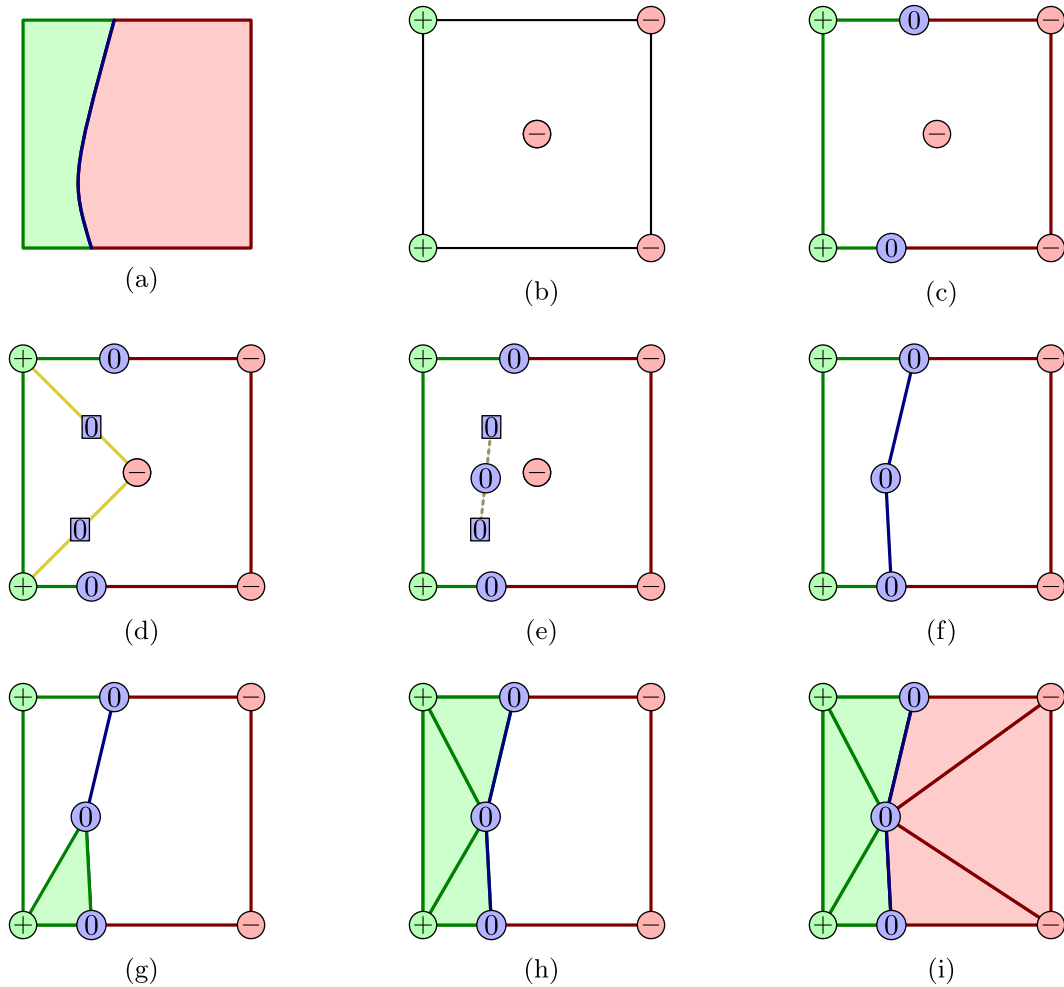 + − + 0 −
− −
(a) + − + 0 −
(b) (c)
+ 0 − + 0 − + 0 −
0 0
− − 0
0 0
+ 0 − + 0 − + 0 −
(d) (e) (f)
+ 0 − + 0 − + 0 −
0 0 0
+ 0 − + 0 − + 0 −
(g) (h) (i)